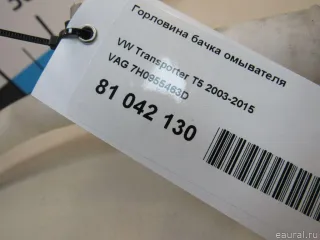 Горловина бачка омывателя
VW Transporter T5 2003-2015
VAG 7H0955463D
81 042 130
eaural.ru